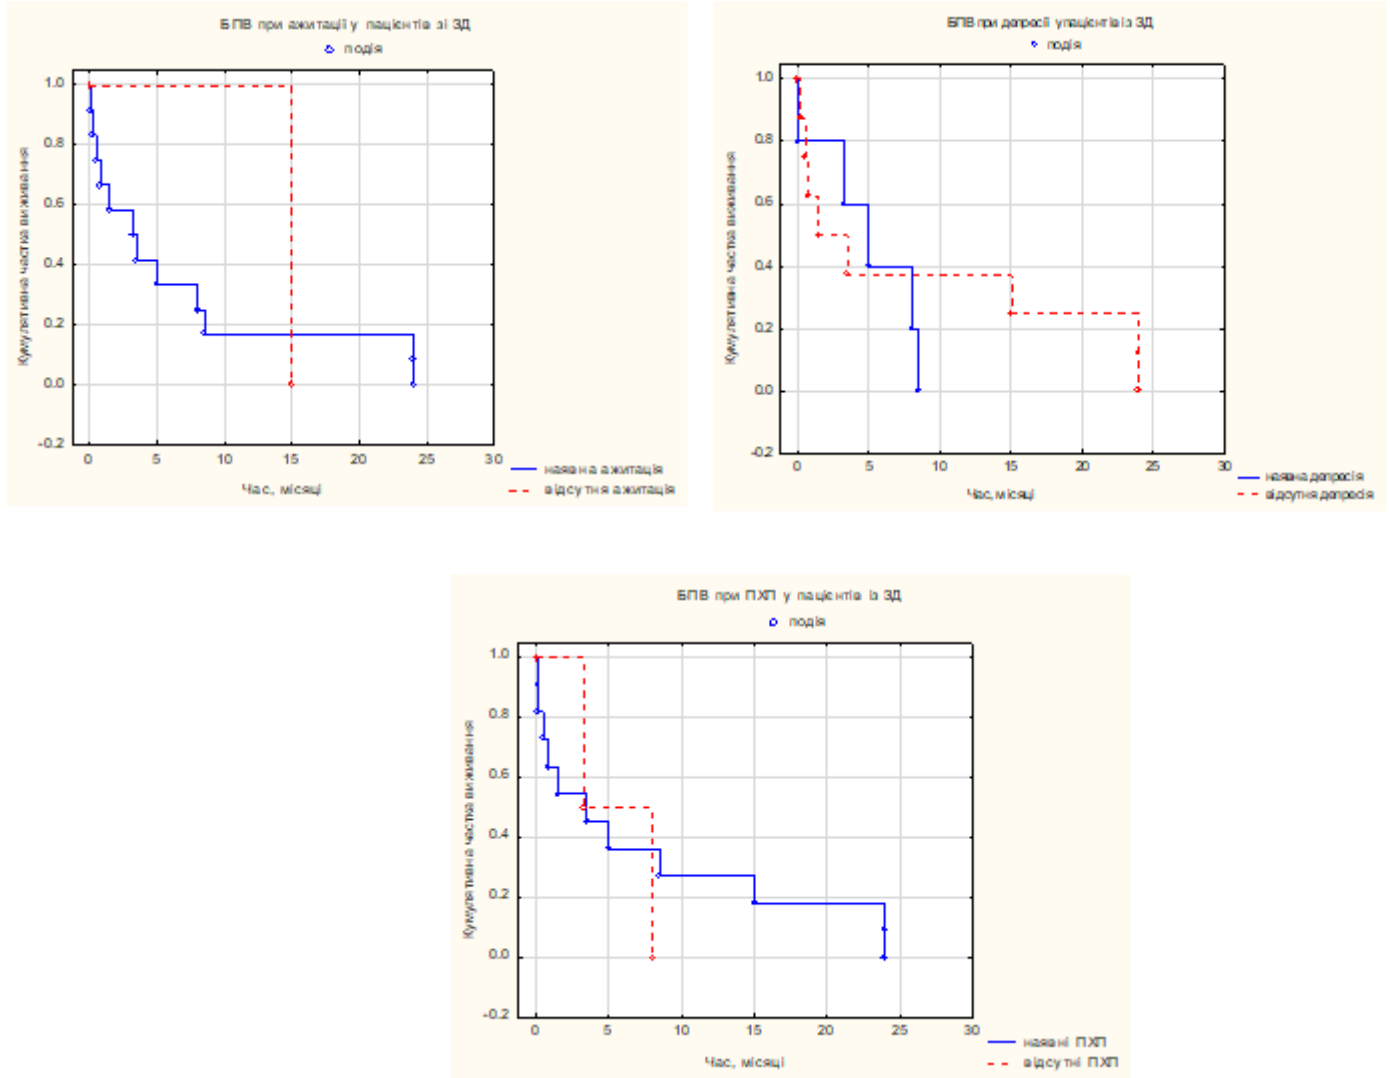 БПВ при ажитації у пацієнтів зі ЗД
подія
1.0
0.8
0.6
0.4
0.2
0.0
-0.2
Кумулятивна частка виживання
0 5 10 15 20 25 30
Час, місяці
наявна ажитація
відсутня ажитація
БПВ при депресії у пацієнтів із ЗД
подія
1.0
0.8
0.6
0.4
0.2
0.0
-0.2
Кумулятивна частка виживання
0 5 10 15 20 25 30
Час, місяці
наявна депресія
відсутня депресія
БПВ при ПХП у пацієнтів із ЗД
подія
1.0
0.8
0.6
0.4
0.2
0.0
-0.2
Кумулятивна частка виживання
0 5 10 15 20 25 30
Час, місяці
наявні ПХП
відсутні ПХП